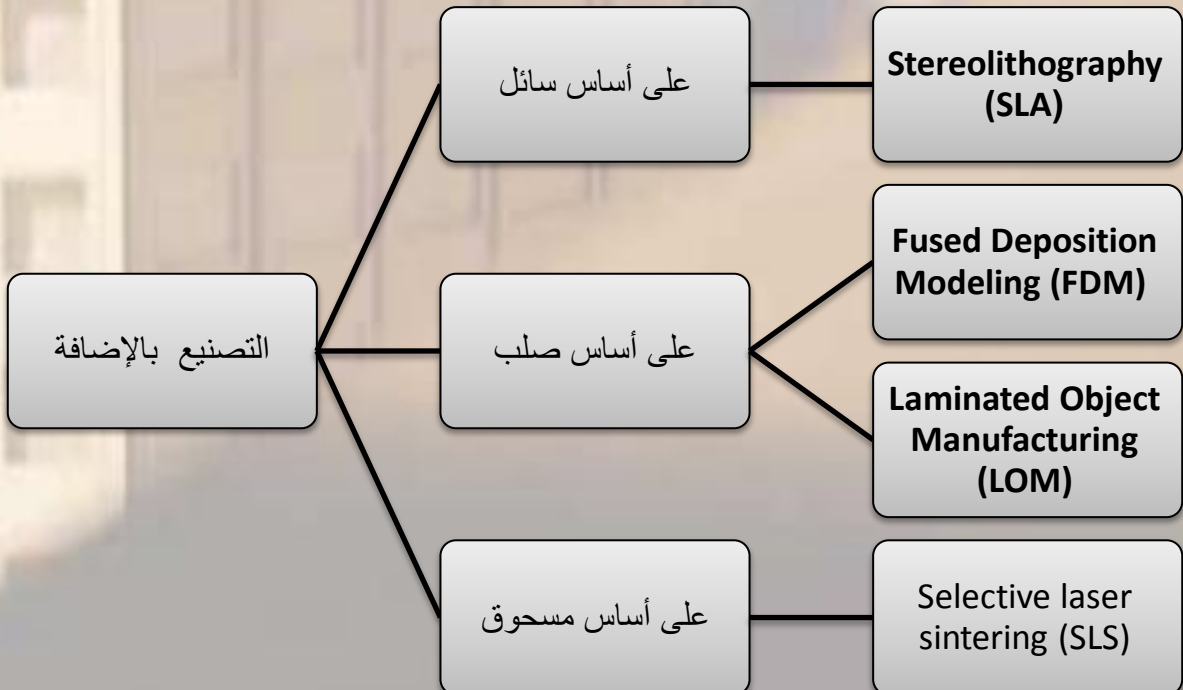 التصنيع بالإضافة
على أساس سائل
Stereolithography
(SLA)
على أساس صلب
Fused Deposition
Modeling (FDM)
Laminated Object
Manufacturing
(LOM)
على أساس مسحوق
Selective laser
sintering (SLS)